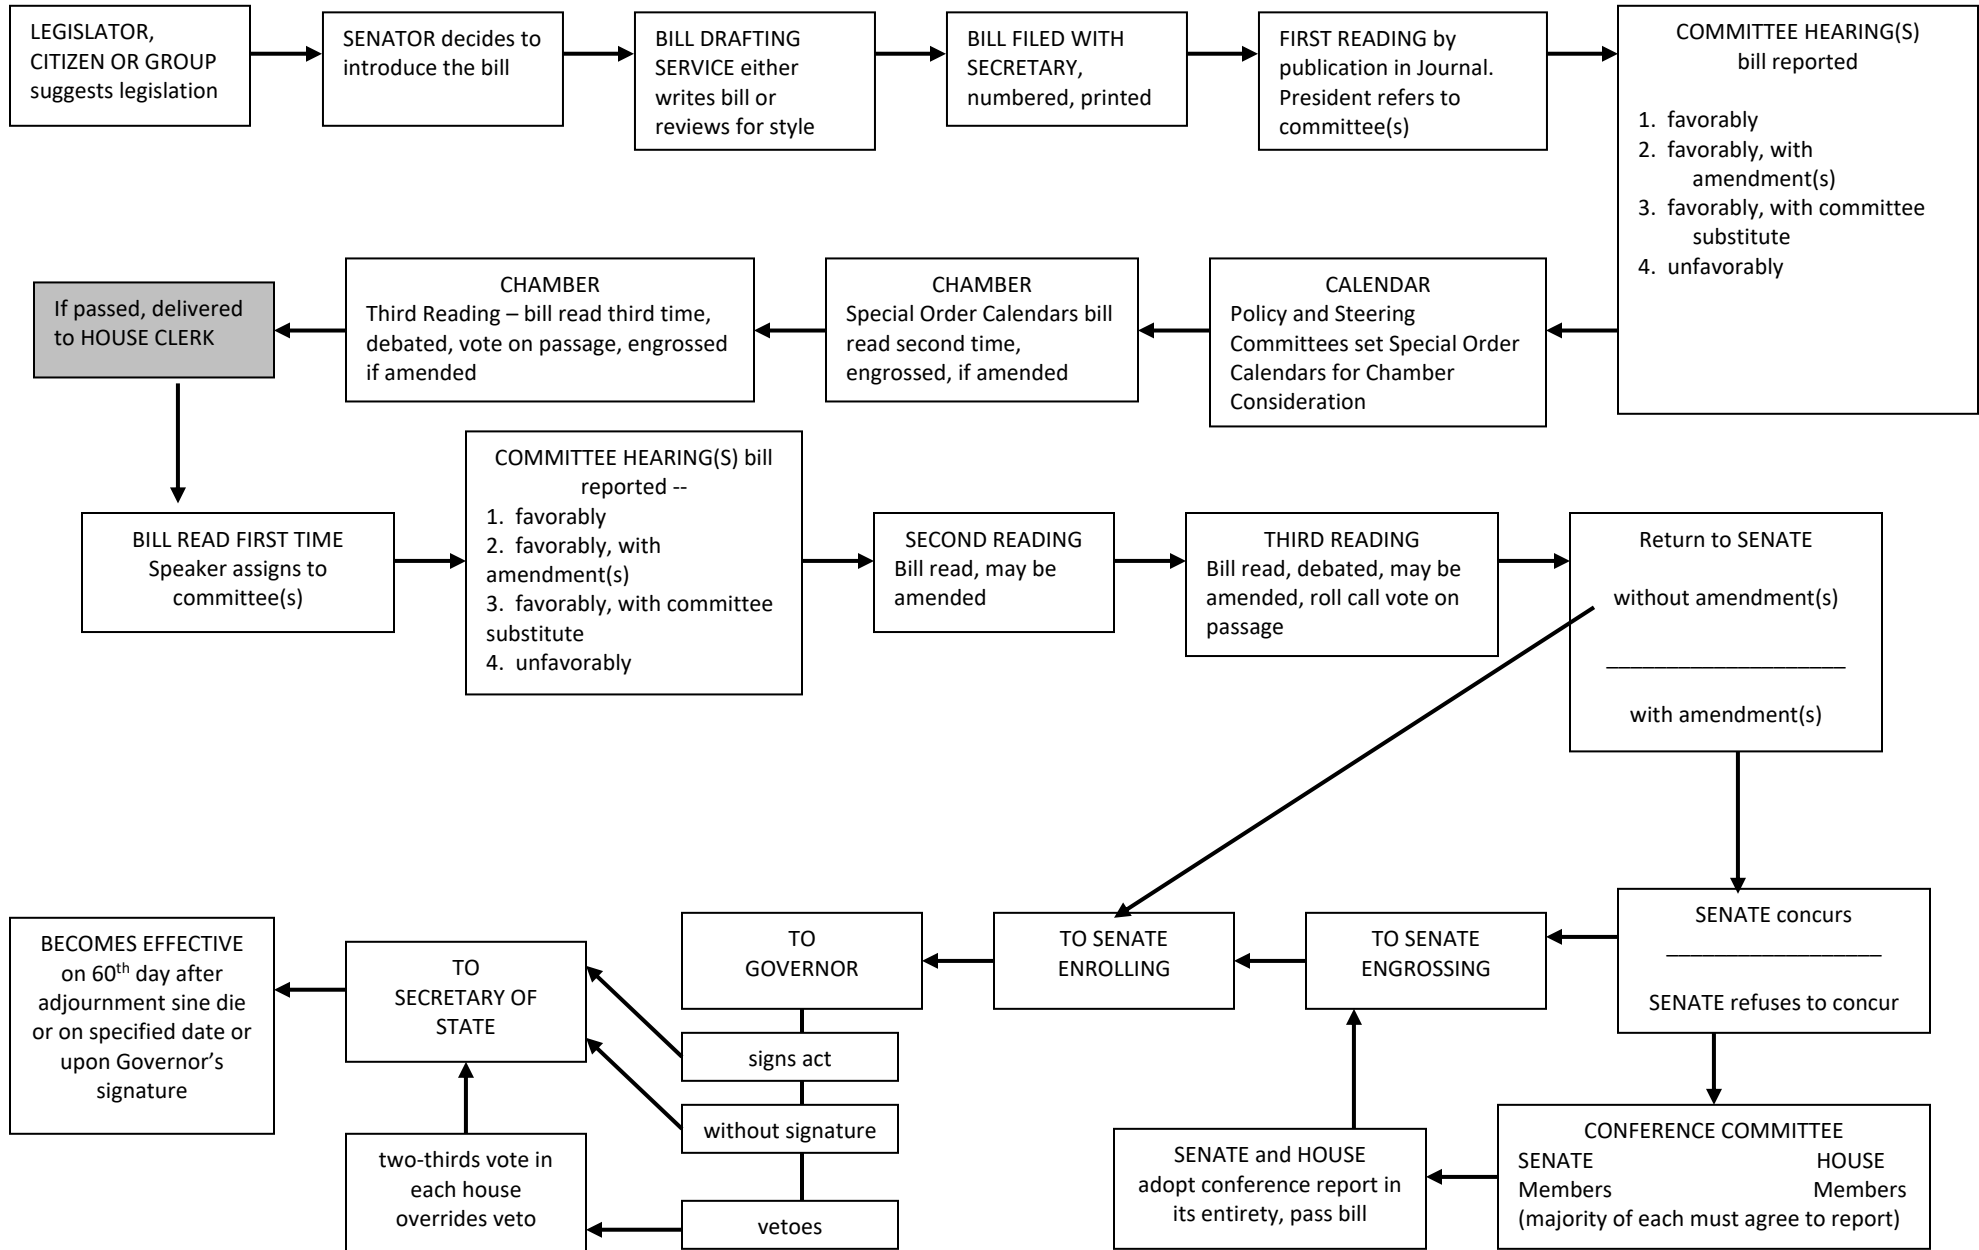 LEGISLATOR,
CITIZEN OR GROUP
suggests legislation
SENATOR decides to
introduce the bill
BILL DRAFTING
SERVICE either
writes bill or
reviews for style
BILL FILED WITH
SECRETARY,
numbered, printed
FIRST READING by
publication in Journal.
President refers to
committee(s)
COMMITTEE HEARING(S)
bill reported
1. favorably
2. favorably, with
amendment(s)
3. favorably, with committee
substitute
4. unfavorably
CALENDAR
Policy and Steering
Committees set Special Order
Calendars for Chamber
Consideration
CHAMBER
Special Order Calendars bill
read second time,
engrossed, if amended
CHAMBER
Third Reading – bill read third time,
debated, vote on passage, engrossed
if amended
If passed, delivered
to HOUSE CLERK
BILL READ FIRST TIME
Speaker assigns to
committee(s)
COMMITTEE HEARING(S) bill
reported --
1. favorably
2. favorably, with
amendment(s)
3. favorably, with committee
substitute
4. unfavorably
SECOND READING
Bill read, may be
amended
THIRD READING
Bill read, debated, may be
amended, roll call vote on
passage
Return to SENATE
without amendment(s)
____________________
with amendment(s)
SENATE concurs
__________________
SENATE refuses to concur
CONFERENCE COMMITTEE
SENATE HOUSE
Members Members
(majority of each must agree to report)
SENATE and HOUSE
adopt conference report in
its entirety, pass bill
TO SENATE
ENGROSSING
TO SENATE
ENROLLING
TO
GOVERNOR
signs act
without signature
vetoes
two-thirds vote in
each house
overrides veto
TO
SECRETARY OF
STATE
BECOMES EFFECTIVE
on 60th day after
adjournment sine die
or on specified date or
upon Governor’s
signature